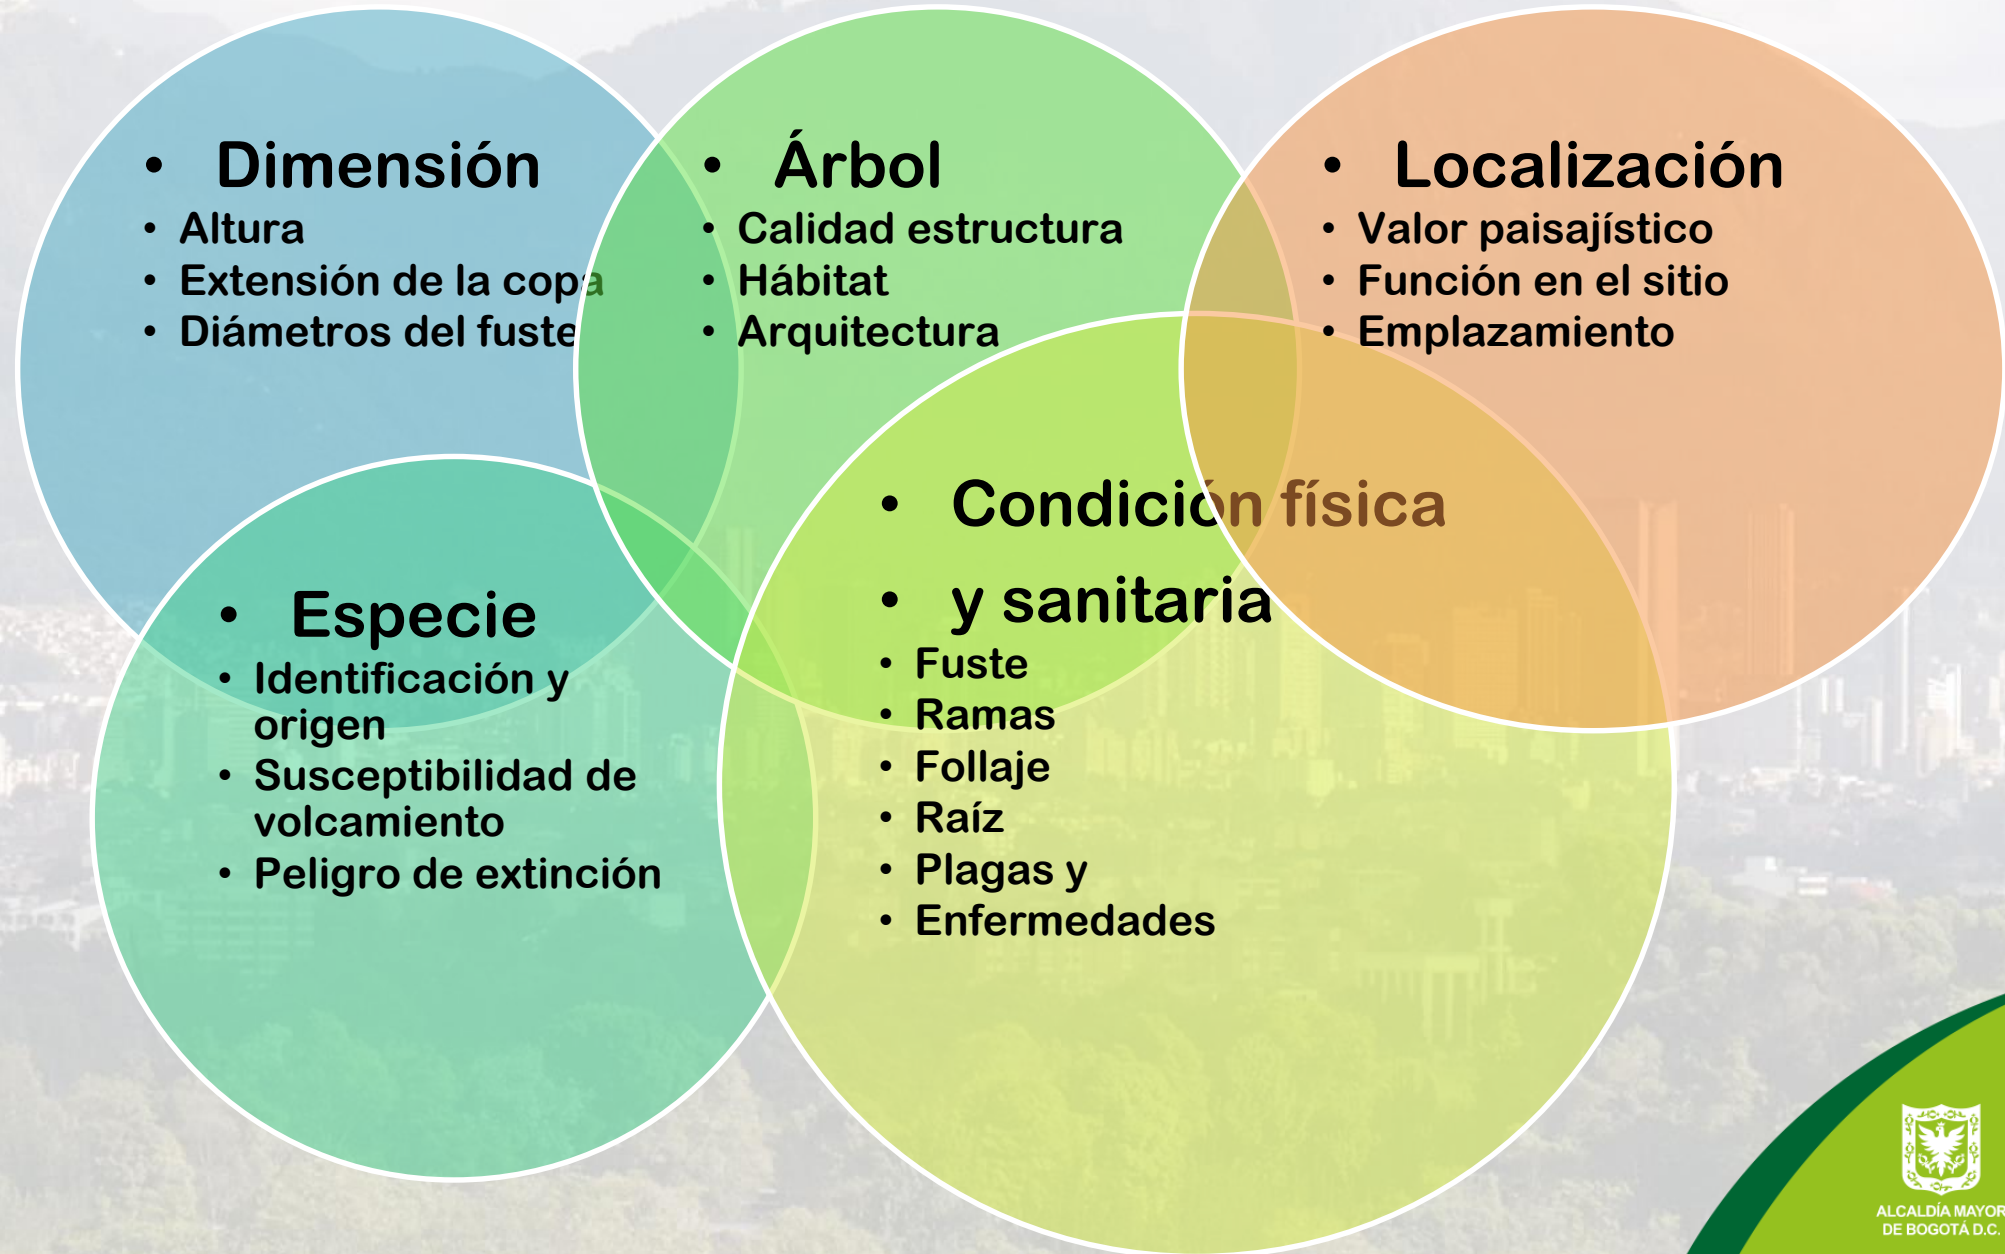 • Dimensión
• Altura
• Extensión de la copa
• Diámetros del fuste
• Árbol
• Calidad estructura
• Hábitat
• Arquitectura
• Localización
• Valor paisajístico
• Función en el sitio
• Emplazamiento
• Especie
• Identificación y
origen
• Susceptibilidad de
volcamiento
• Peligro de extinción
• Condición física
• y sanitaria
• Fuste
• Ramas
• Follaje
• Raíz
• Plagas y
• Enfermedades
ALCALDÍA MAYOR
DE BOGOTÁ D.C.